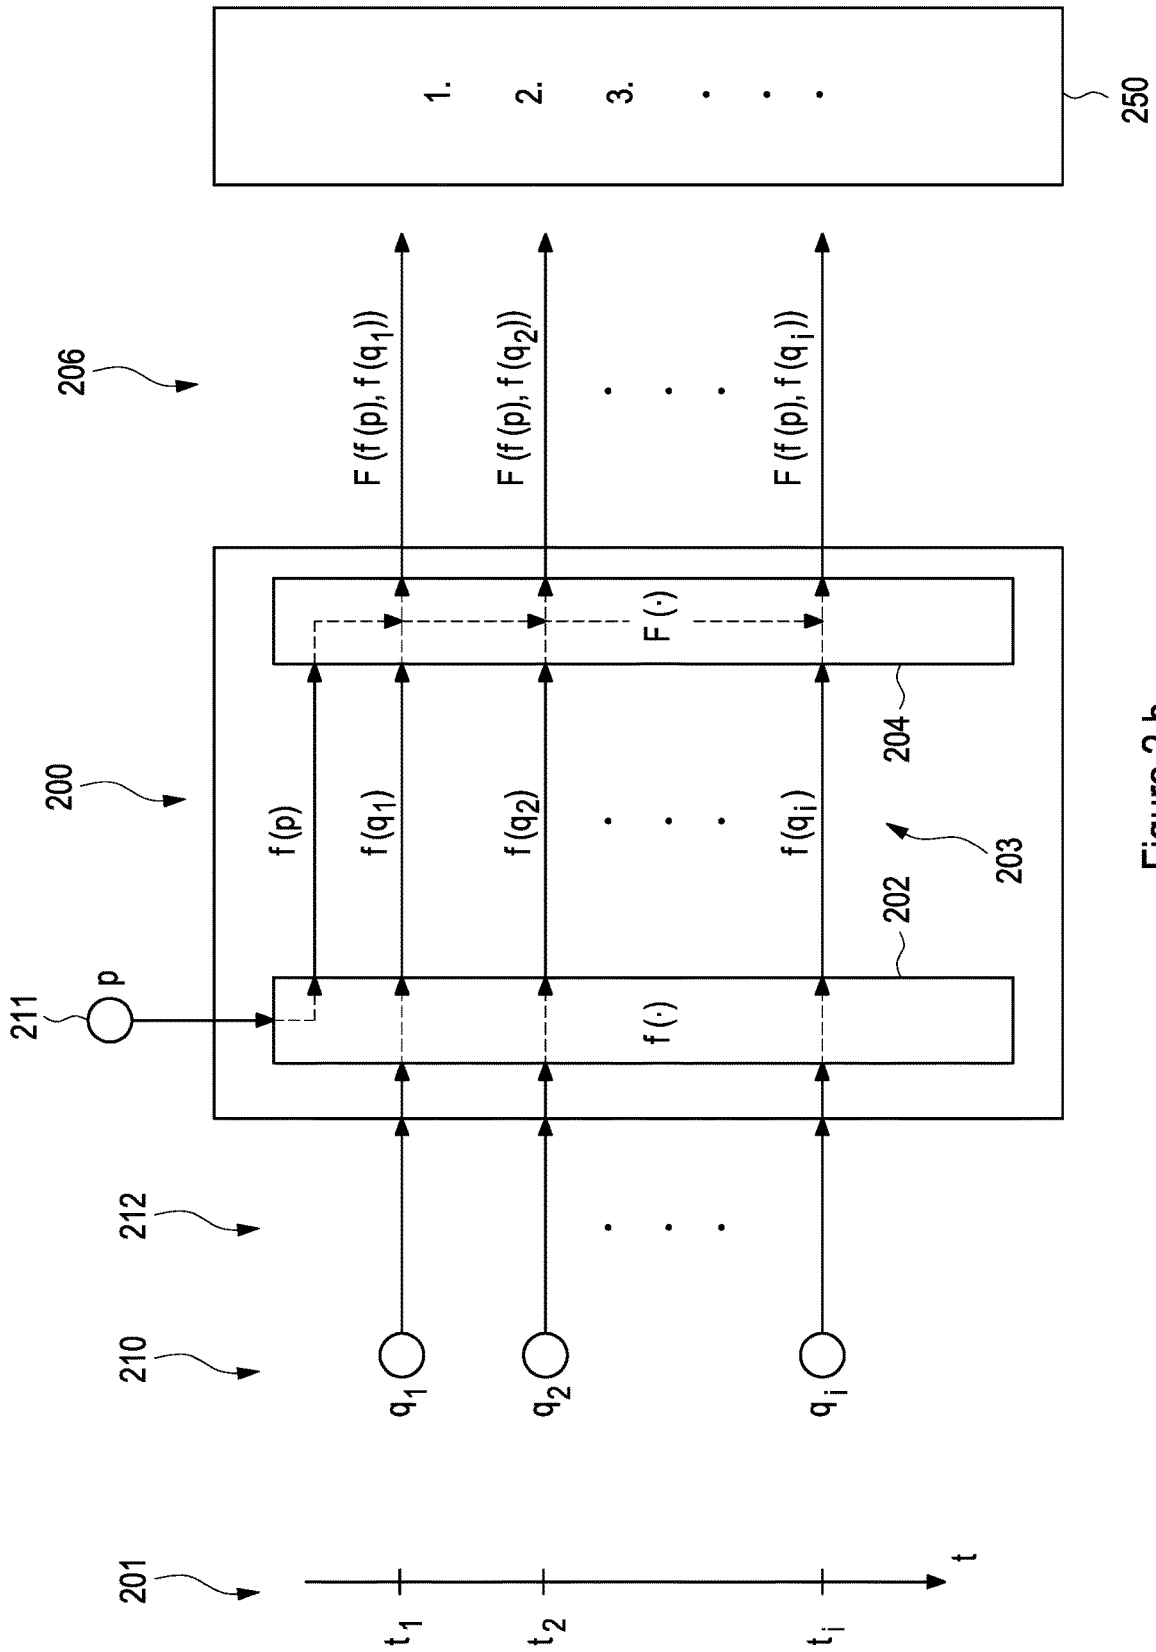 211
200
206
p
201
210
212
f(p)
t₁
q₁
f(q₁)
F (f (p), f (q₁))
1.
t₂
q₂
f(q₂)
F (f (p), f (q₂))
2.
3.
f (·)
F (·)
tᵢ
qᵢ
f(qᵢ)
F (f (p), f (qᵢ))
202
204
t
203
250
Figure 2 b